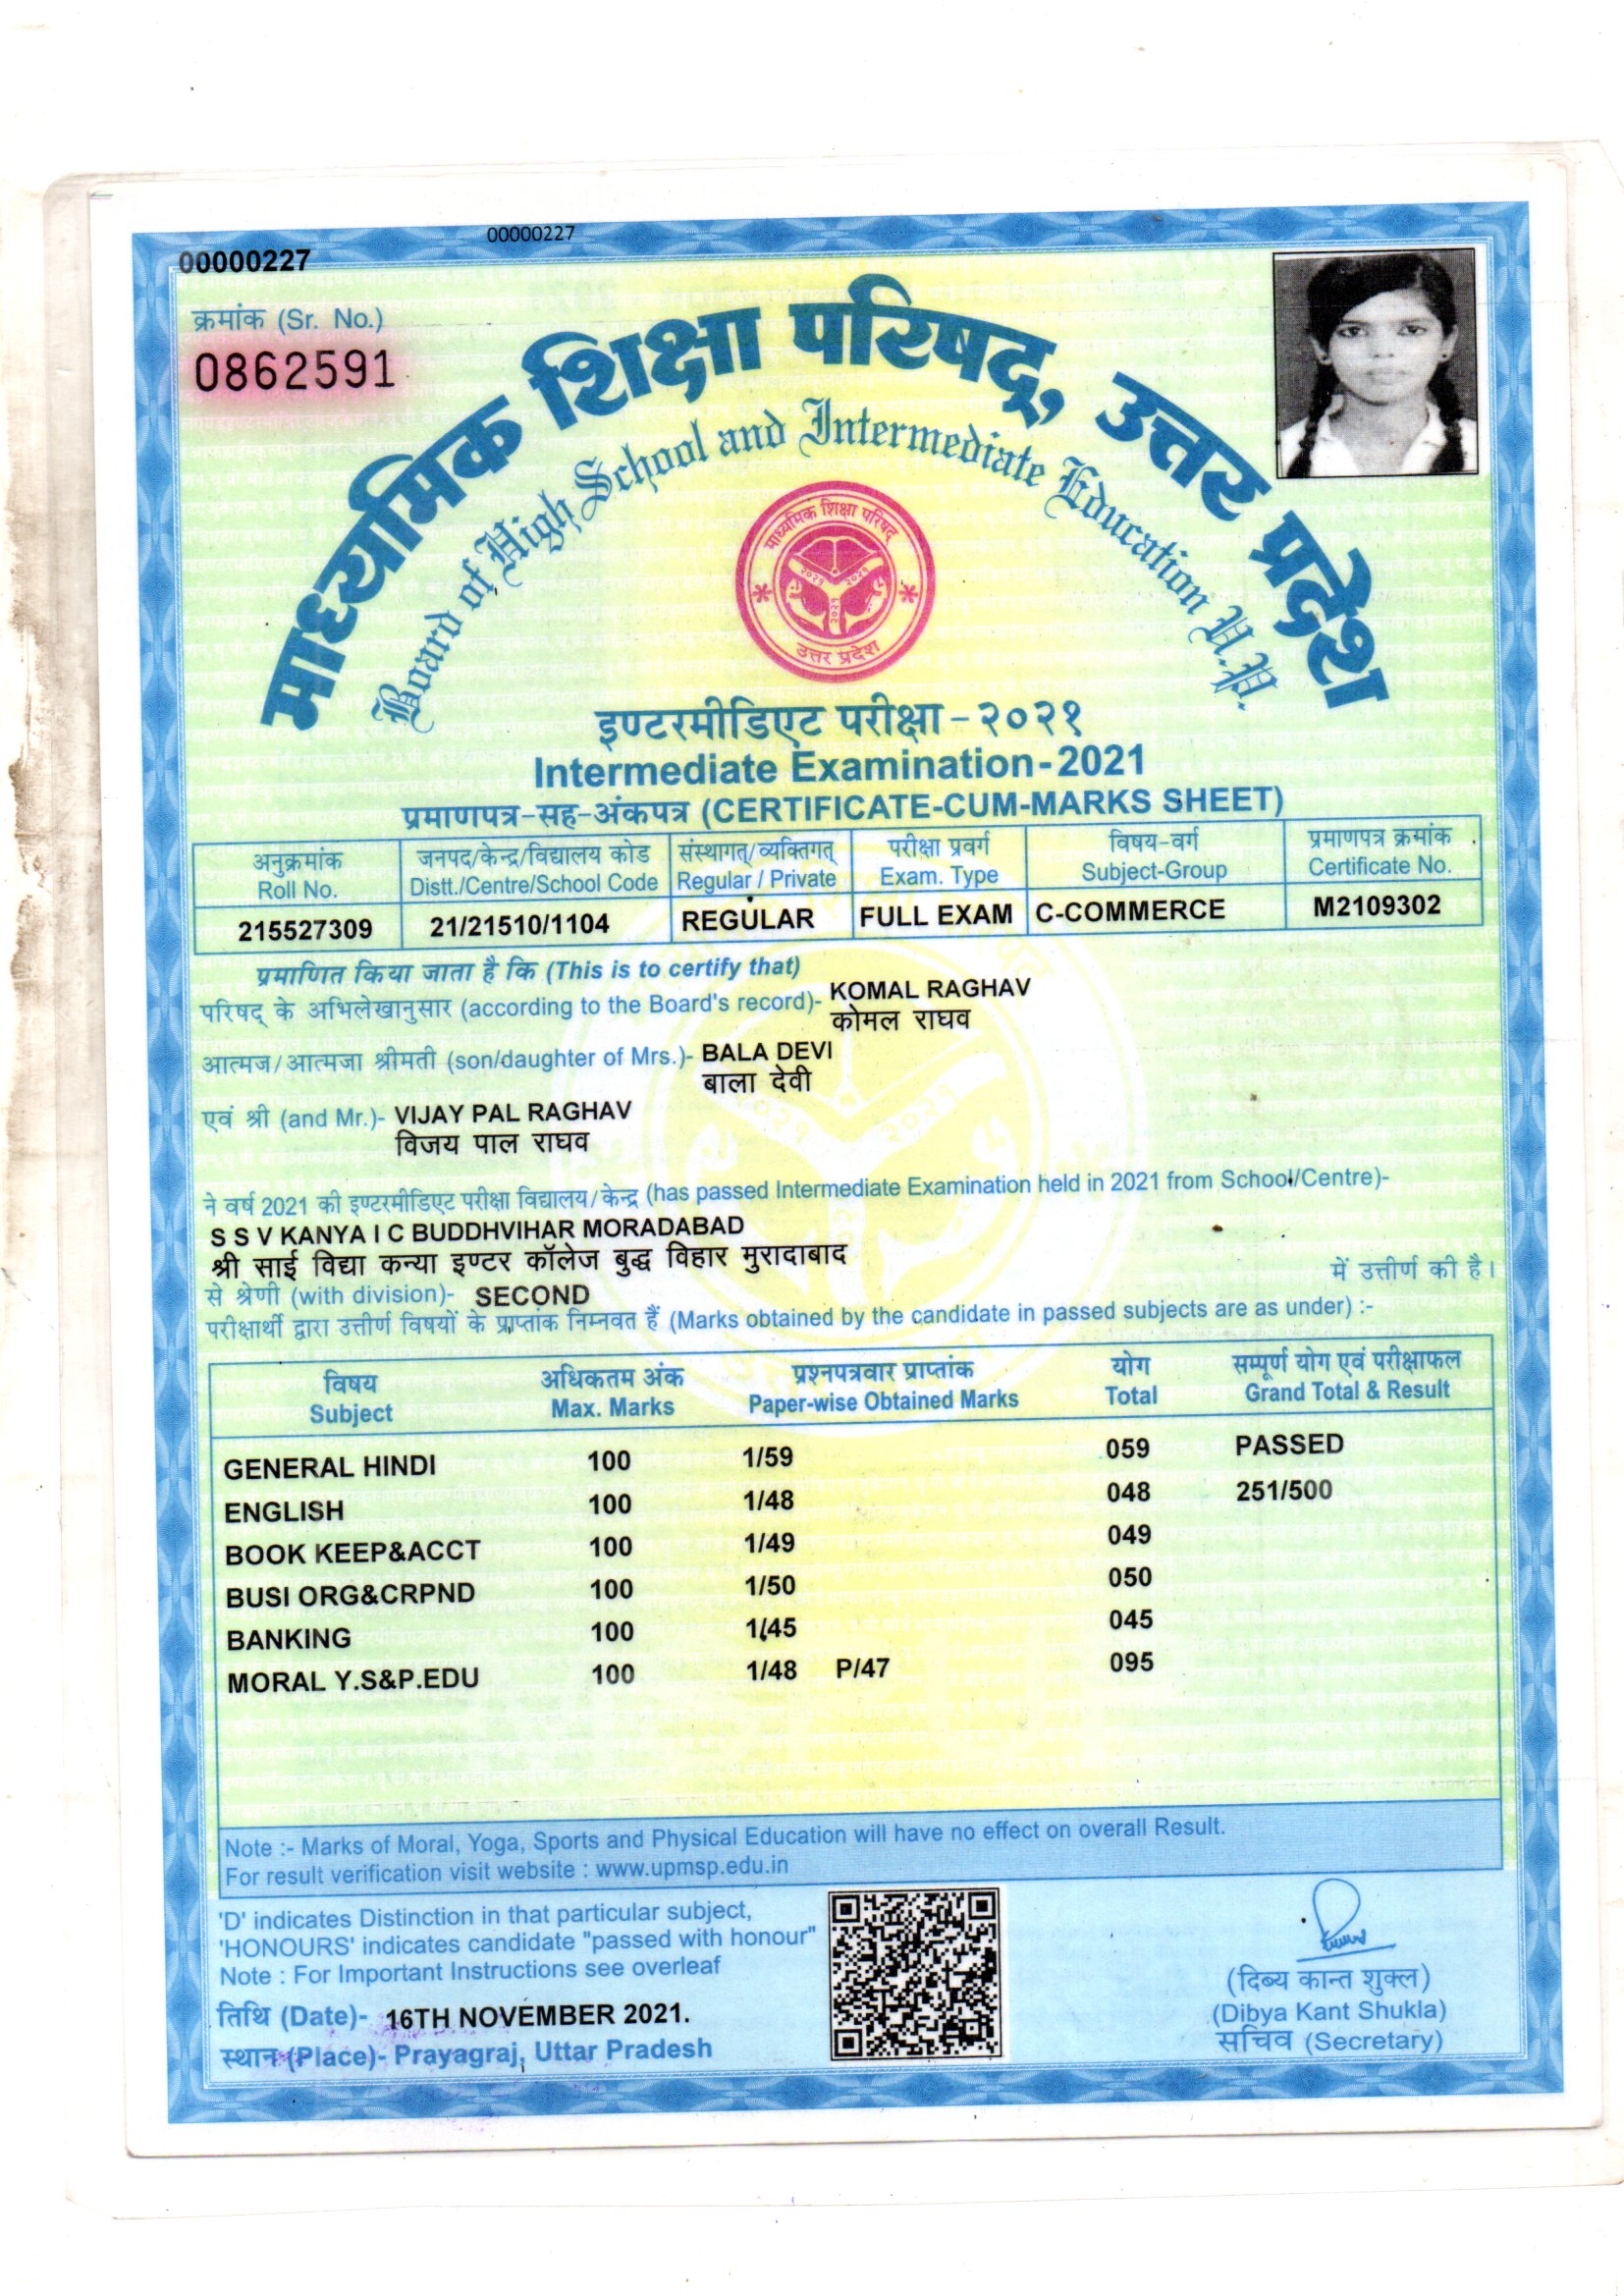 00000227
00000227
क्रमांक (Sr. No.)
0862591
माध्यमिक शिक्षा परिषद्, उत्तर प्रदेश
Board of High School and Intermediate Education U.P.
माध्यमिक शिक्षा परिषद्
२०२१ २०२१
२०२१
उत्तर प्रदेश
इण्टरमीडिएट परीक्षा - २०२१
Intermediate Examination-2021
प्रमाणपत्र-सह-अंकपत्र (CERTIFICATE-CUM-MARKS SHEET)
अनुक्रमांक जनपद/केन्द्र/विद्यालय कोड संस्थागत्/व्यक्तिगत् परीक्षा प्रवर्ग विषय-वर्ग प्रमाणपत्र क्रमांक
Roll No. Distt./Centre/School Code Regular / Private Exam. Type Subject-Group Certificate No.
215527309 21/21510/1104 REGULAR FULL EXAM C-COMMERCE M2109302
प्रमाणित किया जाता है कि (This is to certify that)
परिषद् के अभिलेखानुसार (according to the Board's record)- KOMAL RAGHAV
कोमल राघव
आत्मज/आत्मजा श्रीमती (son/daughter of Mrs.)- BALA DEVI
बाला देवी
एवं श्री (and Mr.)- VIJAY PAL RAGHAV
विजय पाल राघव
ने वर्ष 2021 की इण्टरमीडिएट परीक्षा विद्यालय/केन्द्र (has passed Intermediate Examination held in 2021 from School/Centre)-
S S V KANYA I C BUDDHVIHAR MORADABAD
श्री साई विद्या कन्या इण्टर कॉलेज बुद्ध विहार मुरादाबाद
में उत्तीर्ण की है।
से श्रेणी (with division)- SECOND
परीक्षार्थी द्वारा उत्तीर्ण विषयों के प्राप्तांक निम्नवत हैं (Marks obtained by the candidate in passed subjects are as under) :-
विषय अधिकतम अंक प्रश्नपत्रवार प्राप्तांक योग सम्पूर्ण योग एवं परीक्षाफल
Subject Max. Marks Paper-wise Obtained Marks Total Grand Total & Result
GENERAL HINDI 100 1/59 059 PASSED
ENGLISH 100 1/48 048 251/500
BOOK KEEP&ACCT 100 1/49 049
BUSI ORG&CRPND 100 1/50 050
BANKING 100 1/45 045
MORAL Y.S&P.EDU 100 1/48 P/47 095
Note :- Marks of Moral, Yoga, Sports and Physical Education will have no effect on overall Result.
For result verification visit website : www.upmsp.edu.in
'D' indicates Distinction in that particular subject,
'HONOURS' indicates candidate "passed with honour"
Note : For Important Instructions see overleaf
तिथि (Date)- 16TH NOVEMBER 2021.
स्थान (Place)- Prayagraj, Uttar Pradesh
(दिब्य कान्त शुक्ल)
(Dibya Kant Shukla)
सचिव (Secretary)